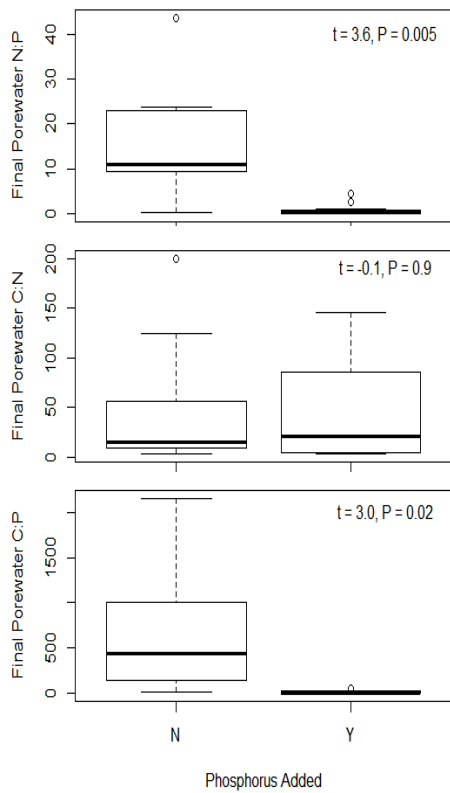 Final Porewater N:P
40
30
20
10
0
t = 3.6, P = 0.005
Final Porewater C:N
200
150
100
50
0
t = -0.1, P = 0.9
Final Porewater C:P
1500
500
0
t = 3.0, P = 0.02
N Y
Phosphorus Added